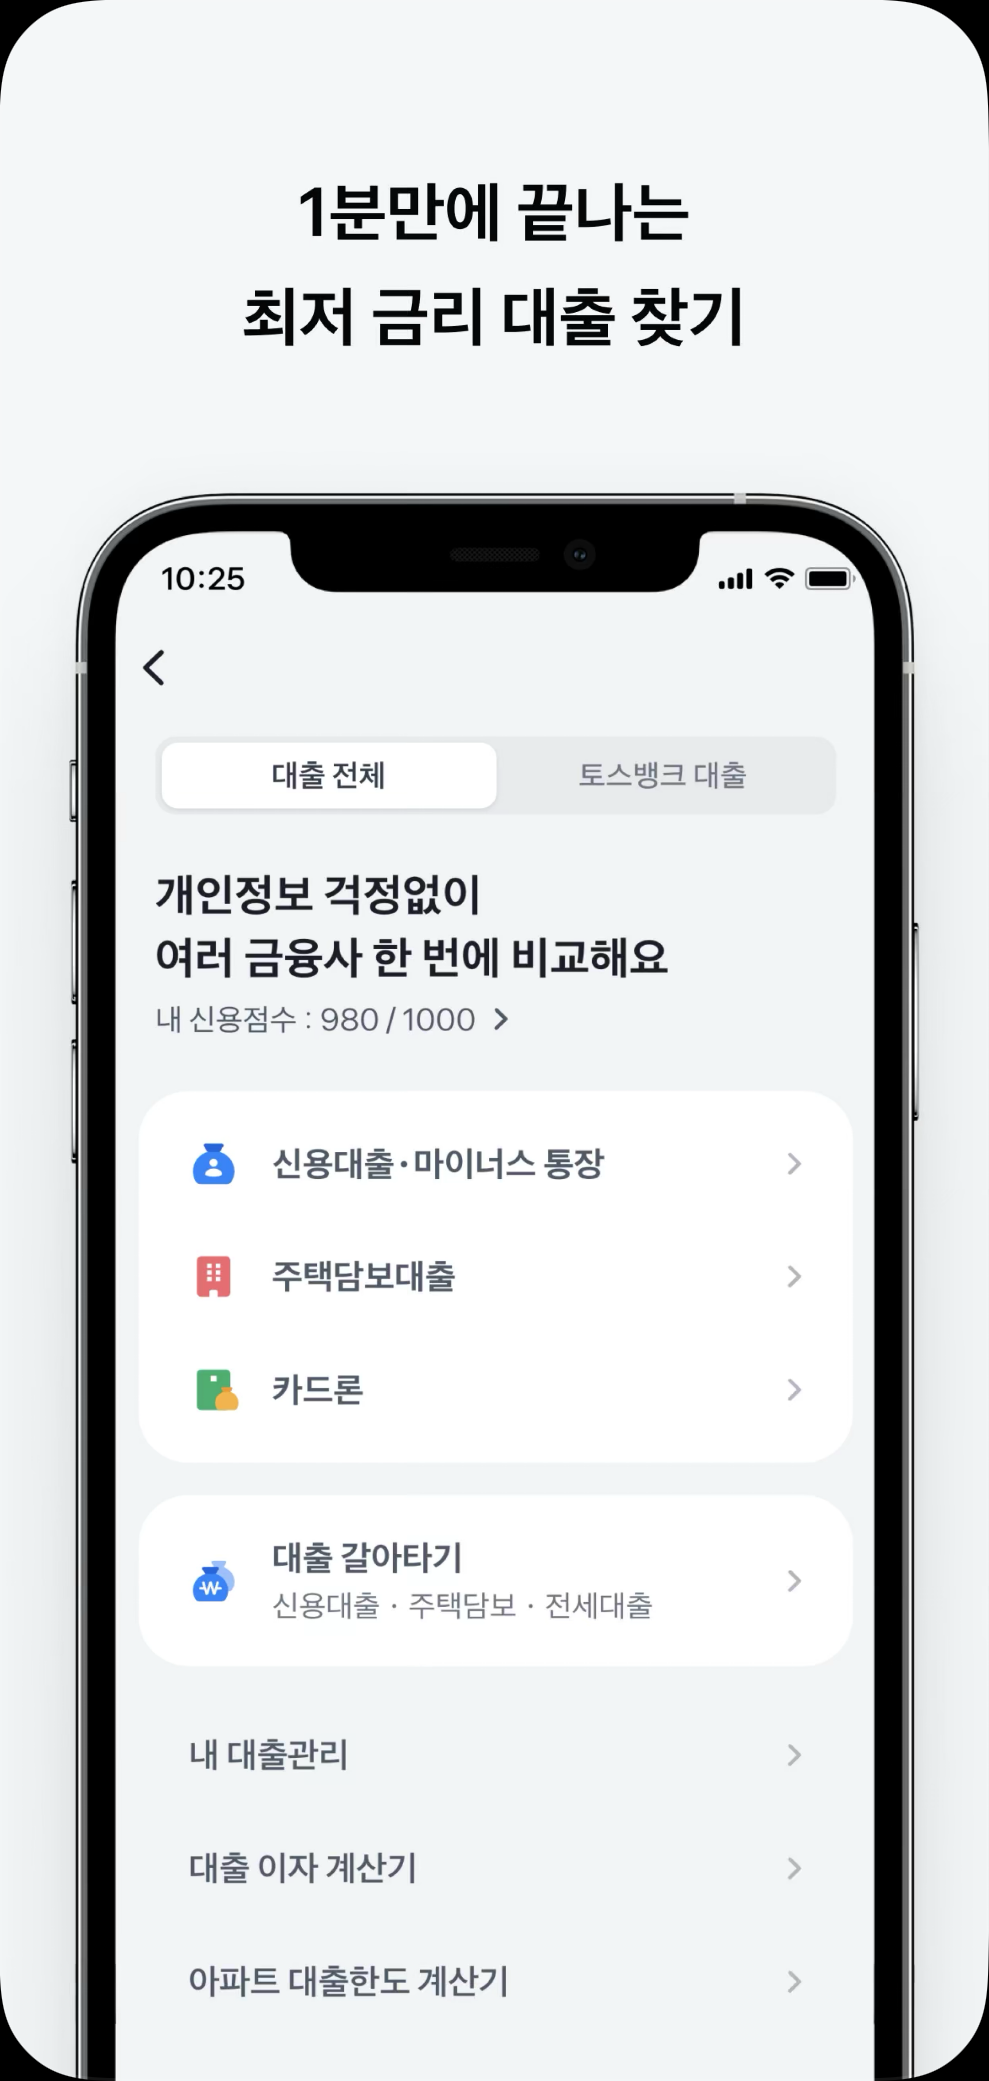 1분만에 끝나는
최저 금리 대출 찾기
10:25
대출 전체
토스뱅크 대출
개인정보 걱정없이
여러 금융사 한 번에 비교해요
내 신용점수 : 980 / 1000
신용대출·마이너스 통장
주택담보대출
카드론
대출 갈아타기
신용대출 · 주택담보 · 전세대출
내 대출관리
대출 이자 계산기
아파트 대출한도 계산기